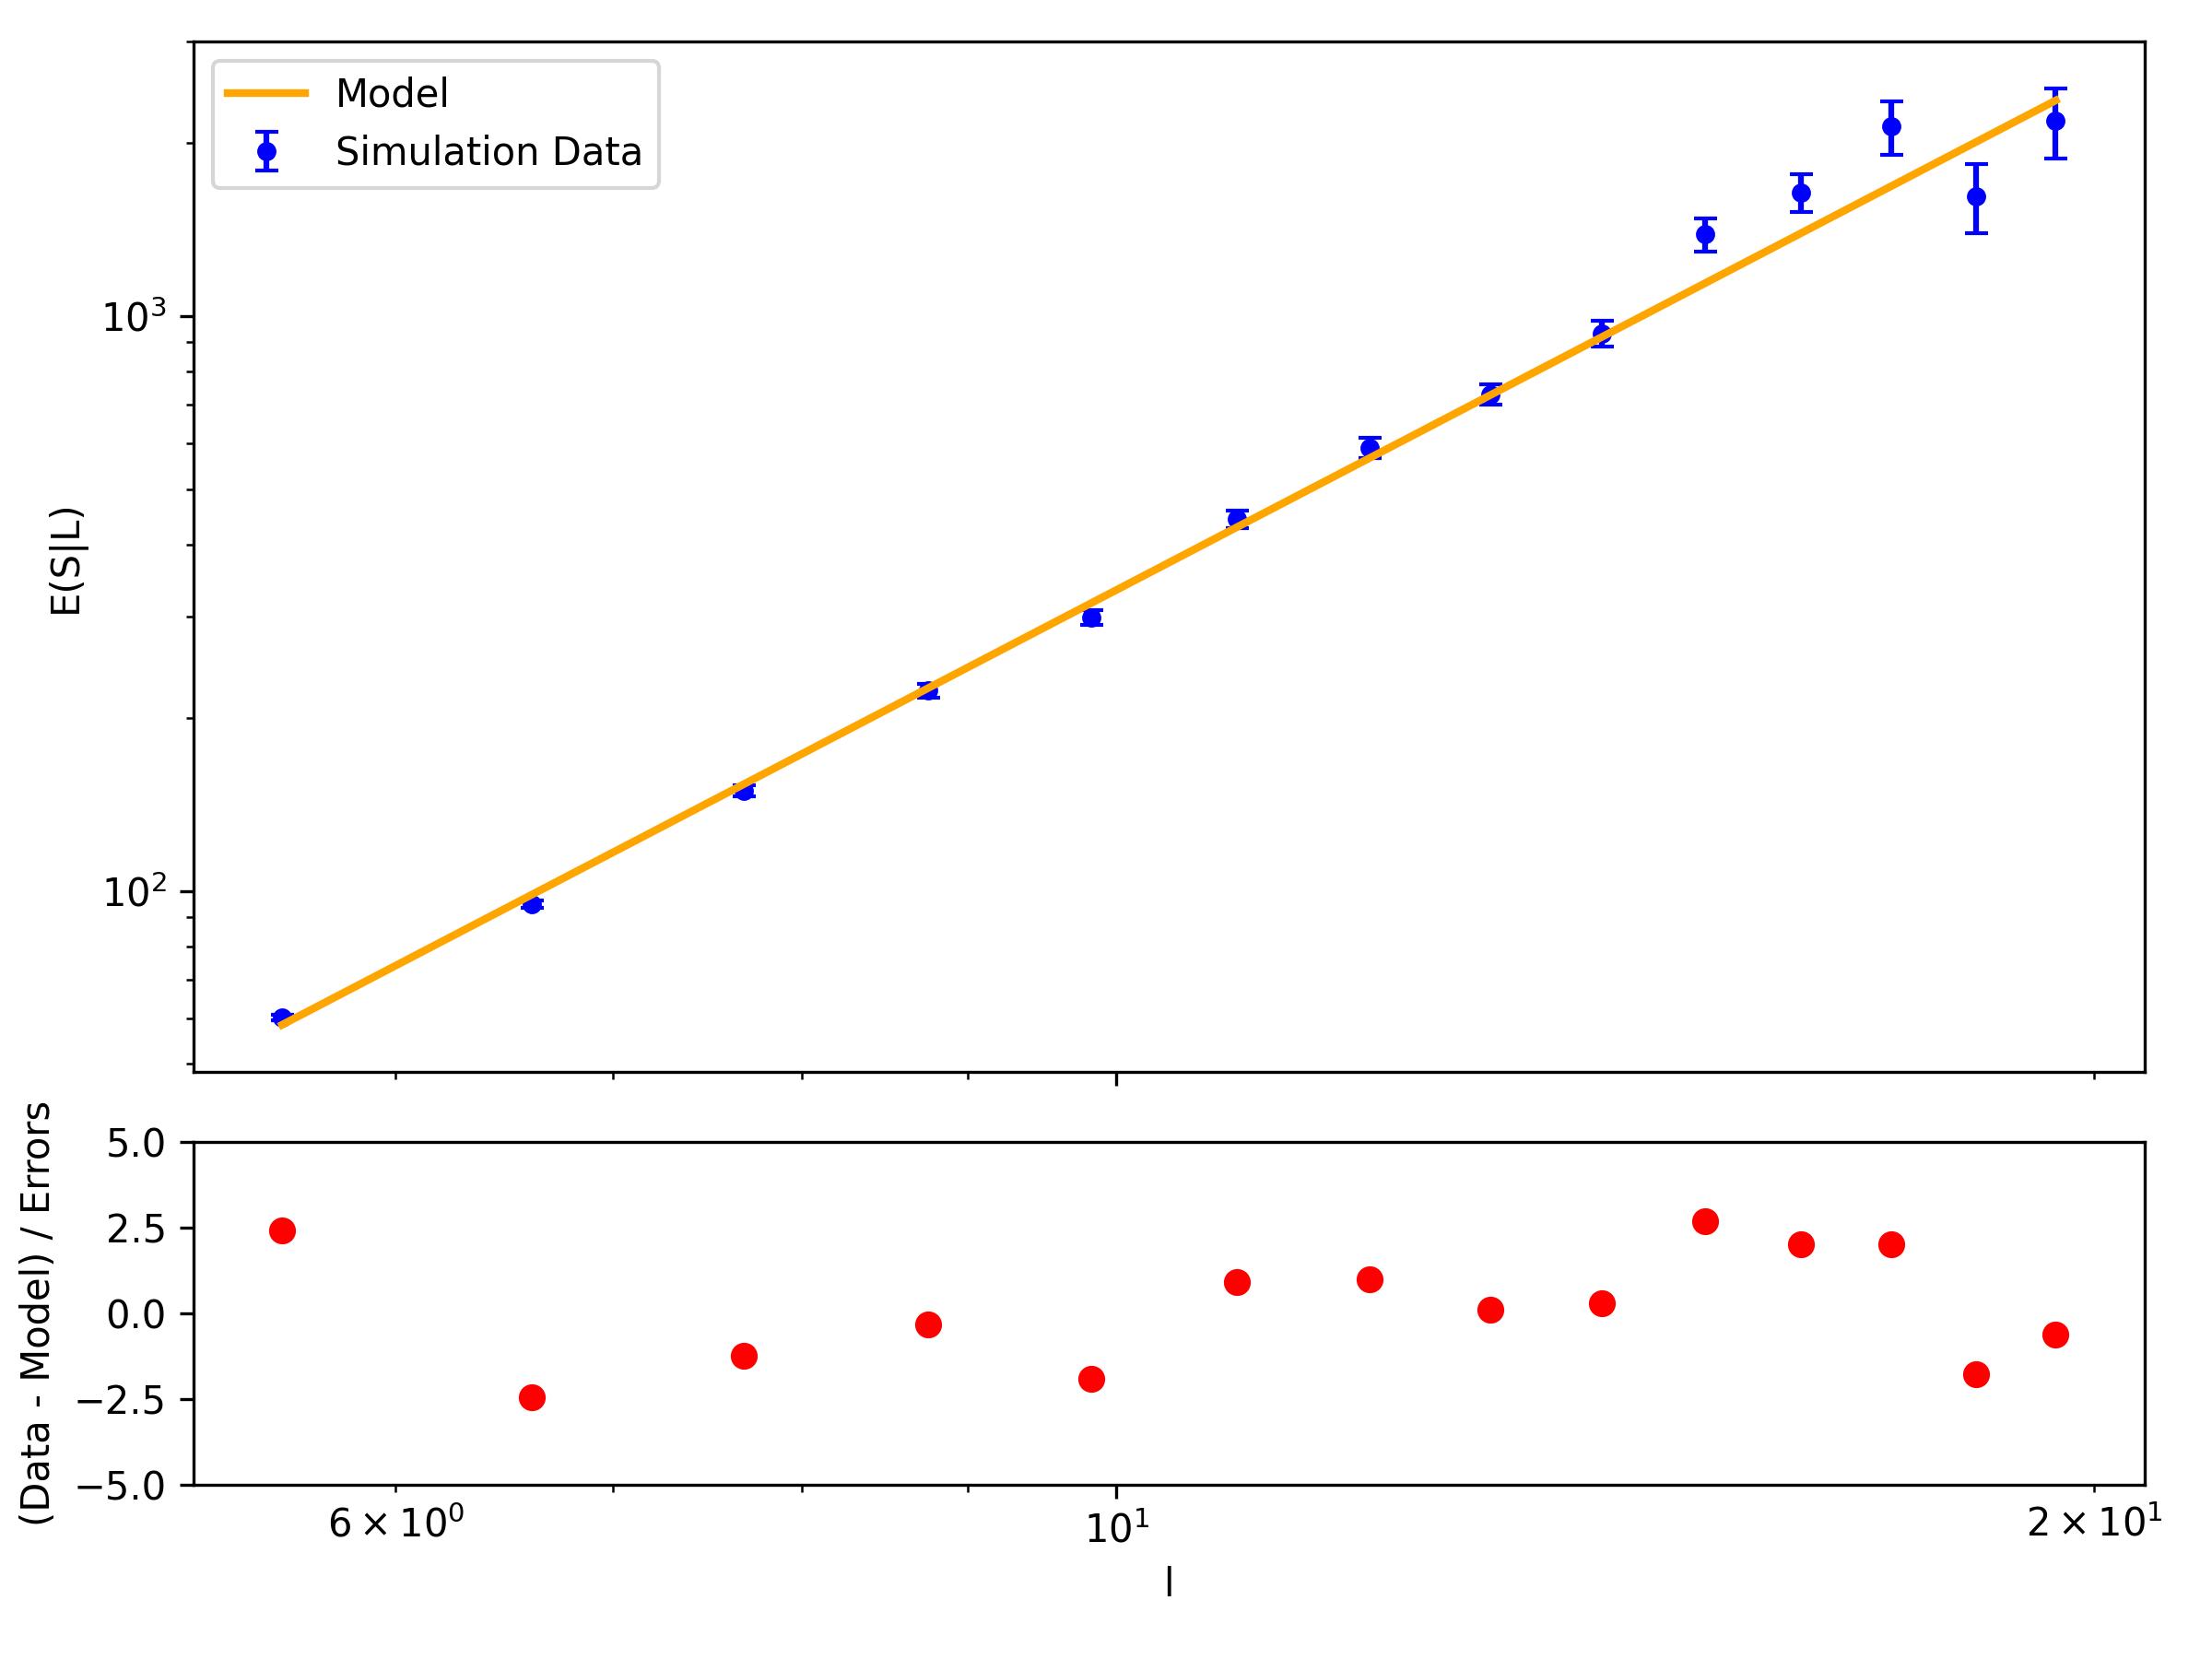 Model
Simulation Data
10³
10²
E(S|L)
5.0
2.5
0.0
−2.5
−5.0
(Data - Model) / Errors
6 × 10⁰
10¹
2 × 10¹
l